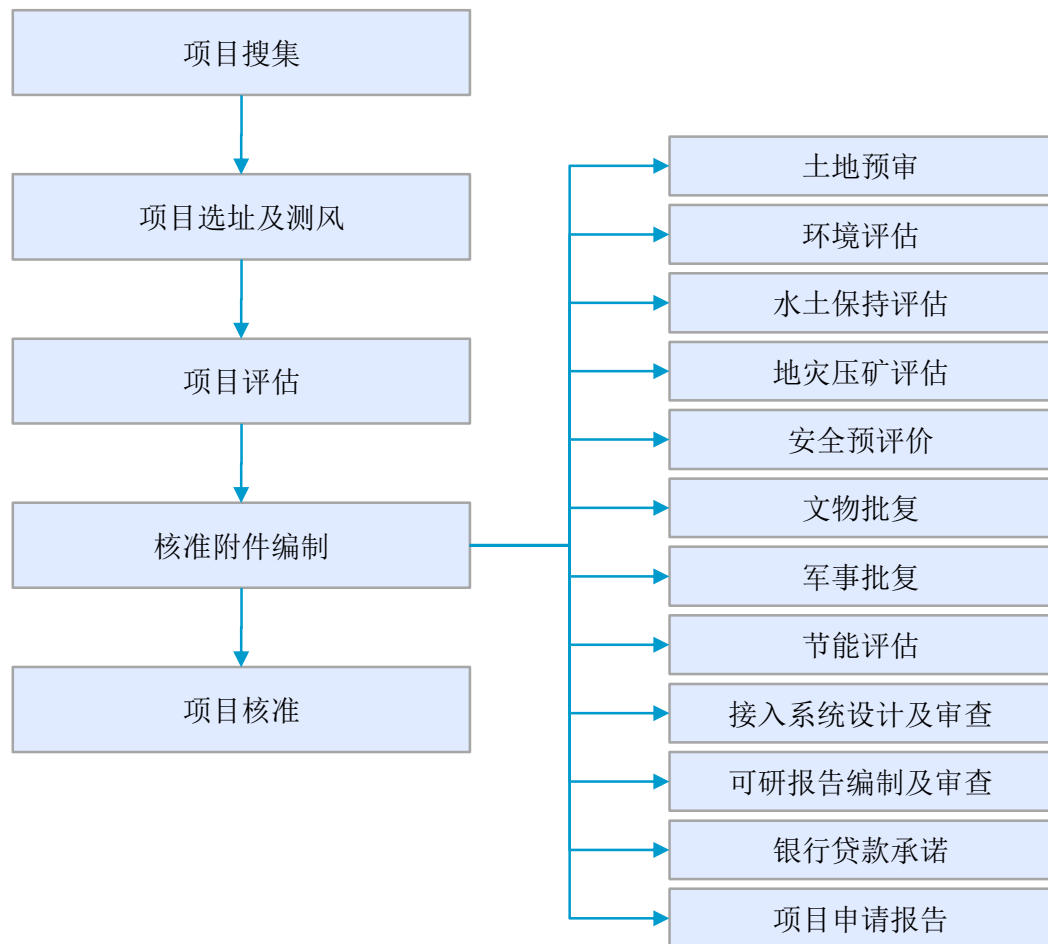 项目搜集
项目选址及测风
项目评估
核准附件编制
项目核准
土地预审
环境评估
水土保持评估
地灾压矿评估
安全预评价
文物批复
军事批复
节能评估
接入系统设计及审查
可研报告编制及审查
银行贷款承诺
项目申请报告